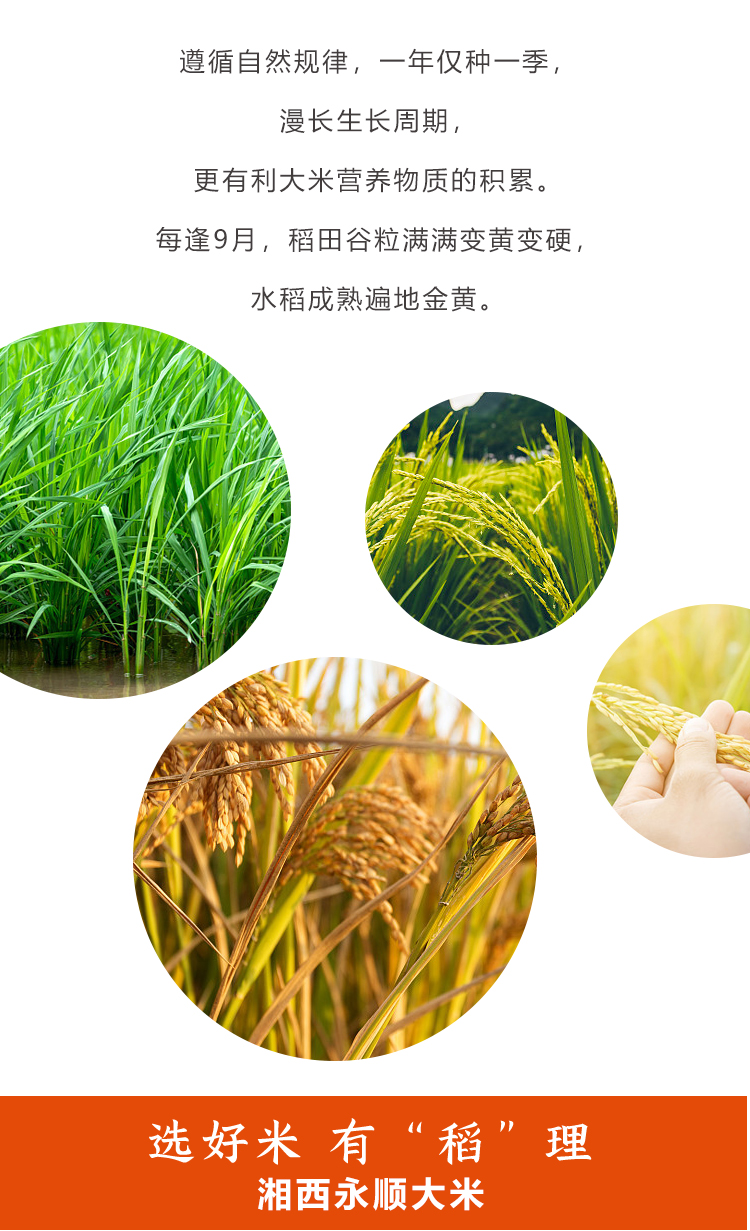 遵循自然规律，一年仅种一季，
漫长生长周期，
更有利大米营养物质的积累。
每逢9月，稻田谷粒满满变黄变硬，
水稻成熟遍地金黄。
选好米 有“稻”理
湘西永顺大米